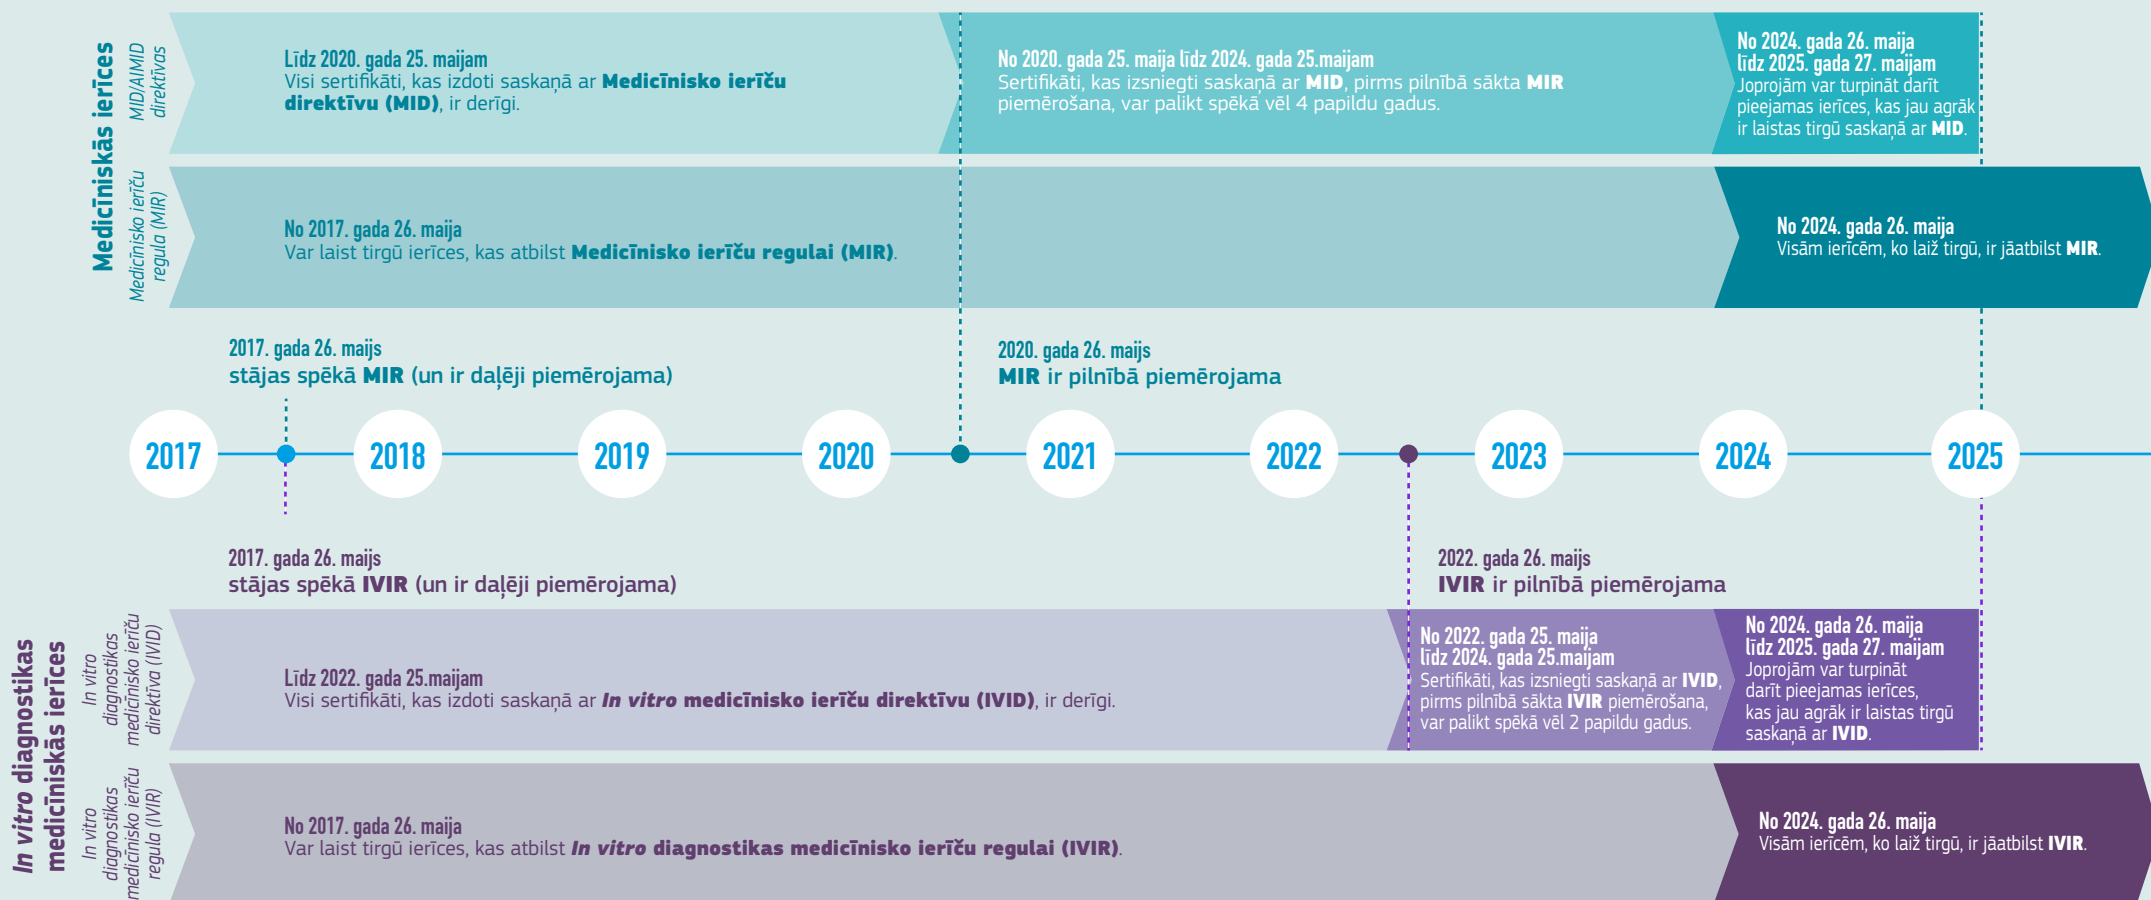 Medicīniskās ierīces
MID/AIMID
direktīvas
Līdz 2020. gada 25. maijam
Visi sertifikāti, kas izdoti saskaņā ar Medicīnisko ierīču
direktīvu (MID), ir derīgi.
No 2020. gada 25. maija līdz 2024. gada 25.maijam
Sertifikāti, kas izsniegti saskaņā ar MID, pirms pilnībā sākta MIR
piemērošana, var palikt spēkā vēl 4 papildu gadus.
No 2024. gada 26. maija
līdz 2025. gada 27. maijam
Joprojām var turpināt darīt
pieejamas ierīces, kas jau agrāk
ir laistas tirgū saskaņā ar MID.
Medicīnisko ierīču
regula (MIR)
No 2017. gada 26. maija
Var laist tirgū ierīces, kas atbilst Medicīnisko ierīču regulai (MIR).
No 2024. gada 26. maija
Visām ierīcēm, ko laiž tirgū, ir jāatbilst MIR.
2017. gada 26. maijs
stājas spēkā MIR (un ir daļēji piemērojama)
2020. gada 26. maijs
MIR ir pilnībā piemērojama
2017 2018 2019 2020 2021 2022 2023 2024 2025
2017. gada 26. maijs
stājas spēkā IVIR (un ir daļēji piemērojama)
2022. gada 26. maijs
IVIR ir pilnībā piemērojama
In vitro diagnostikas
medicīniskās ierīces
In vitro
diagnostikas
medicīnisko ierīču
direktīva (IVID)
Līdz 2022. gada 25.maijam
Visi sertifikāti, kas izdoti saskaņā ar In vitro medicīnisko ierīču direktīvu (IVID), ir derīgi.
No 2022. gada 25. maija
līdz 2024. gada 25.maijam
Sertifikāti, kas izsniegti saskaņā ar IVID,
pirms pilnībā sākta IVIR piemērošana,
var palikt spēkā vēl 2 papildu gadus.
No 2024. gada 26. maija
līdz 2025. gada 27. maijam
Joprojām var turpināt
darīt pieejamas ierīces,
kas jau agrāk ir laistas tirgū
saskaņā ar IVID.
In vitro
diagnostikas
medicīnisko ierīču
regula (IVIR)
No 2017. gada 26. maija
Var laist tirgū ierīces, kas atbilst In vitro diagnostikas medicīnisko ierīču regulai (IVIR).
No 2024. gada 26. maija
Visām ierīcēm, ko laiž tirgū, ir jāatbilst IVIR.